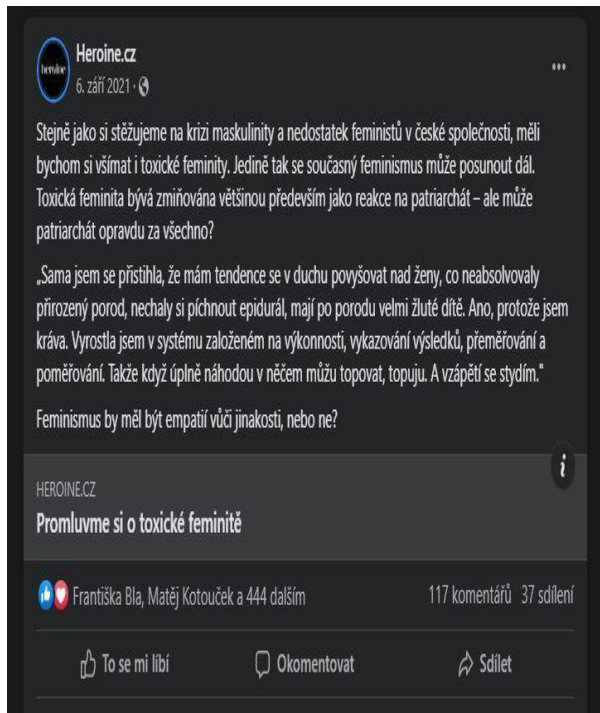 Heroine.cz
heroine
6. září 2021 ·
Stejně jako si stěžujeme na krizi maskulinity a nedostatek feministů v české společnosti, měli
bychom si všímat i toxické feminity. Jedině tak se současný feminismus může posunout dál.
Toxická feminita bývá zmiňována většinou především jako reakce na patriarchát – ale může
patriarchát opravdu za všechno?
„Sama jsem se přistihla, že mám tendence se v duchu povyšovat nad ženy, co neabsolvovaly
přirozený porod, nechaly si píchnout epidurál, mají po porodu velmi žluté dítě. Ano, protože jsem
kráva. Vyrostla jsem v systému založeném na výkonnosti, vykazování výsledků, přeměřování a
poměřování. Takže když úplně náhodou v něčem můžu topovat, topuju. A vzápětí se stydím."
Feminismus by měl být empatií vůči jinakosti, nebo ne?
HEROINE.CZ
Promluvme si o toxické feminitě
Františka Bla, Matěj Kotouček a 444 dalším
117 komentářů 37 sdílení
To se mi líbí Okomentovat Sdílet